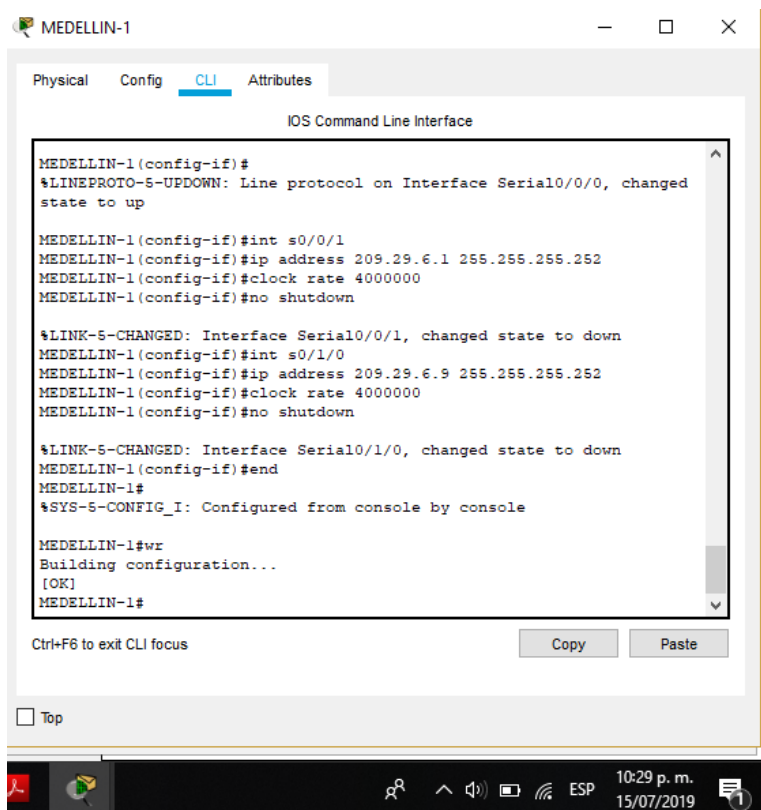 MEDELLIN-1
Physical Config CLI Attributes
IOS Command Line Interface
MEDELLIN-1(config-if)#
%LINEPROTO-5-UPDOWN: Line protocol on Interface Serial0/0/0, changed
state to up
MEDELLIN-1(config-if)#int s0/0/1
MEDELLIN-1(config-if)#ip address 209.29.6.1 255.255.255.252
MEDELLIN-1(config-if)#clock rate 4000000
MEDELLIN-1(config-if)#no shutdown
%LINK-5-CHANGED: Interface Serial0/0/1, changed state to down
MEDELLIN-1(config-if)#int s0/1/0
MEDELLIN-1(config-if)#ip address 209.29.6.9 255.255.255.252
MEDELLIN-1(config-if)#clock rate 4000000
MEDELLIN-1(config-if)#no shutdown
%LINK-5-CHANGED: Interface Serial0/1/0, changed state to down
MEDELLIN-1(config-if)#end
MEDELLIN-1#
%SYS-5-CONFIG_I: Configured from console by console
MEDELLIN-1#wr
Building configuration...
[OK]
MEDELLIN-1#
Ctrl+F6 to exit CLI focus
Copy Paste
Top
ESP
10:29 p. m.
15/07/2019
1